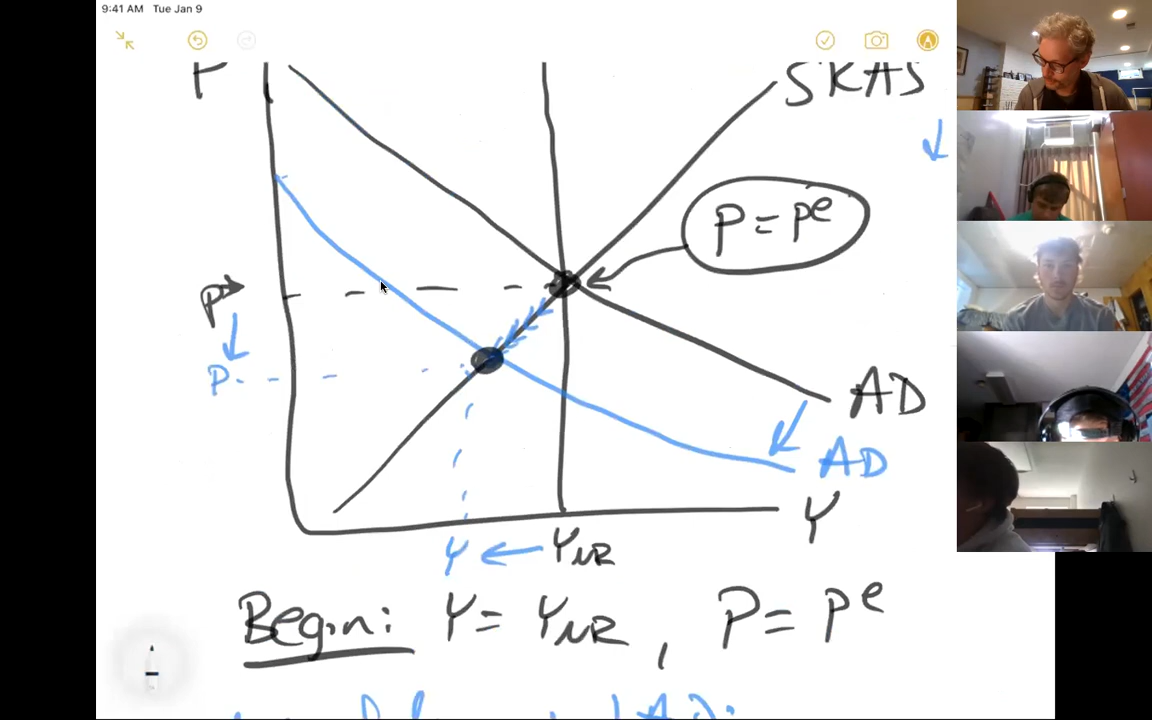 9:41 AM Tue Jan 9
P
SRAS
P = Pe
P
P
AD
AD
Y
Y ← YNR
Begin: Y = YNR, P = Pe